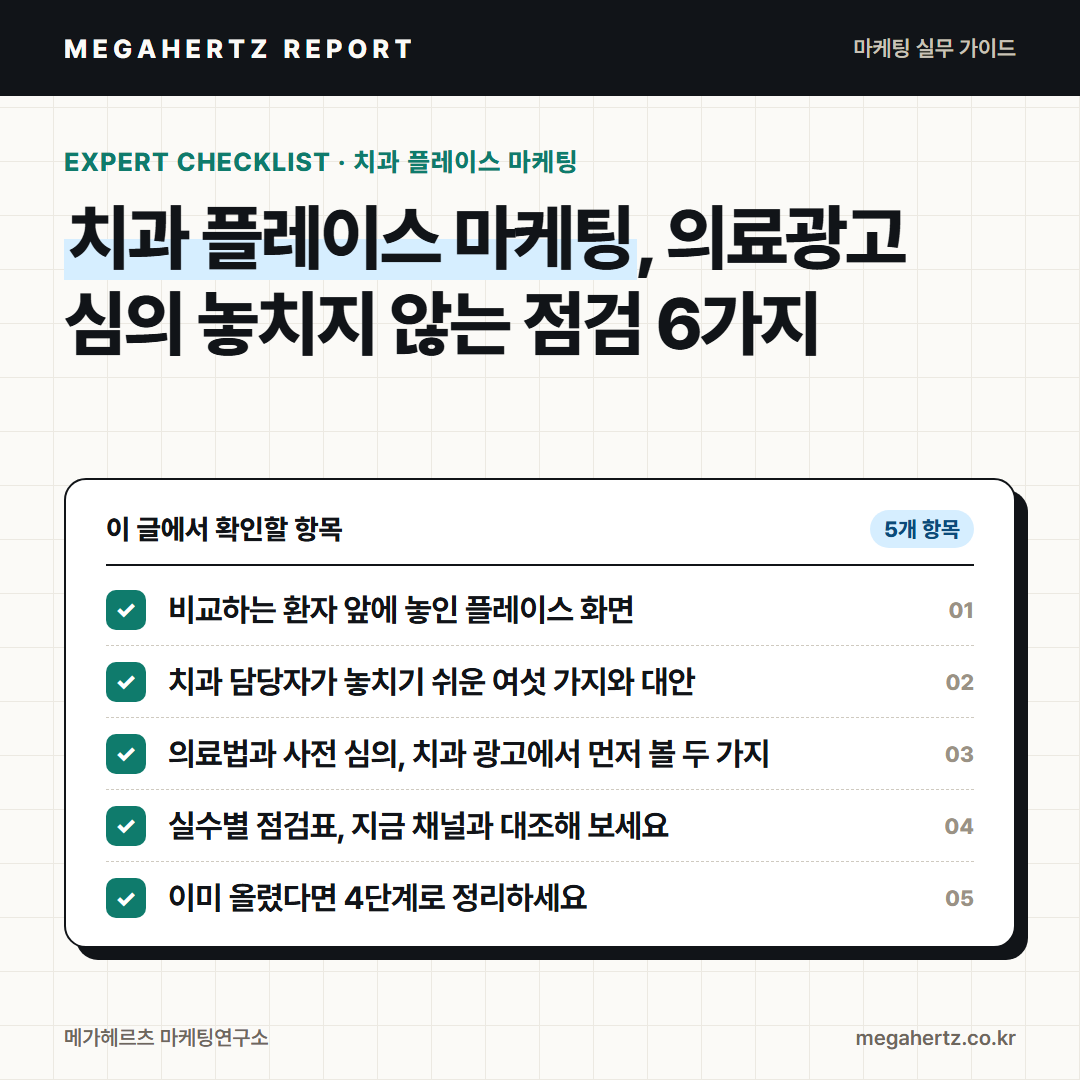 MEGAHERTZ REPORT
마케팅 실무 가이드
EXPERT CHECKLIST · 치과 플레이스 마케팅
치과 플레이스 마케팅, 의료광고
심의 놓치지 않는 점검 6가지
이 글에서 확인할 항목
5개 항목
비교하는 환자 앞에 놓인 플레이스 화면
01
치과 담당자가 놓치기 쉬운 여섯 가지와 대안
02
의료법과 사전 심의, 치과 광고에서 먼저 볼 두 가지
03
실수별 점검표, 지금 채널과 대조해 보세요
04
이미 올렸다면 4단계로 정리하세요
05
메가헤르츠 마케팅연구소
megahertz.co.kr